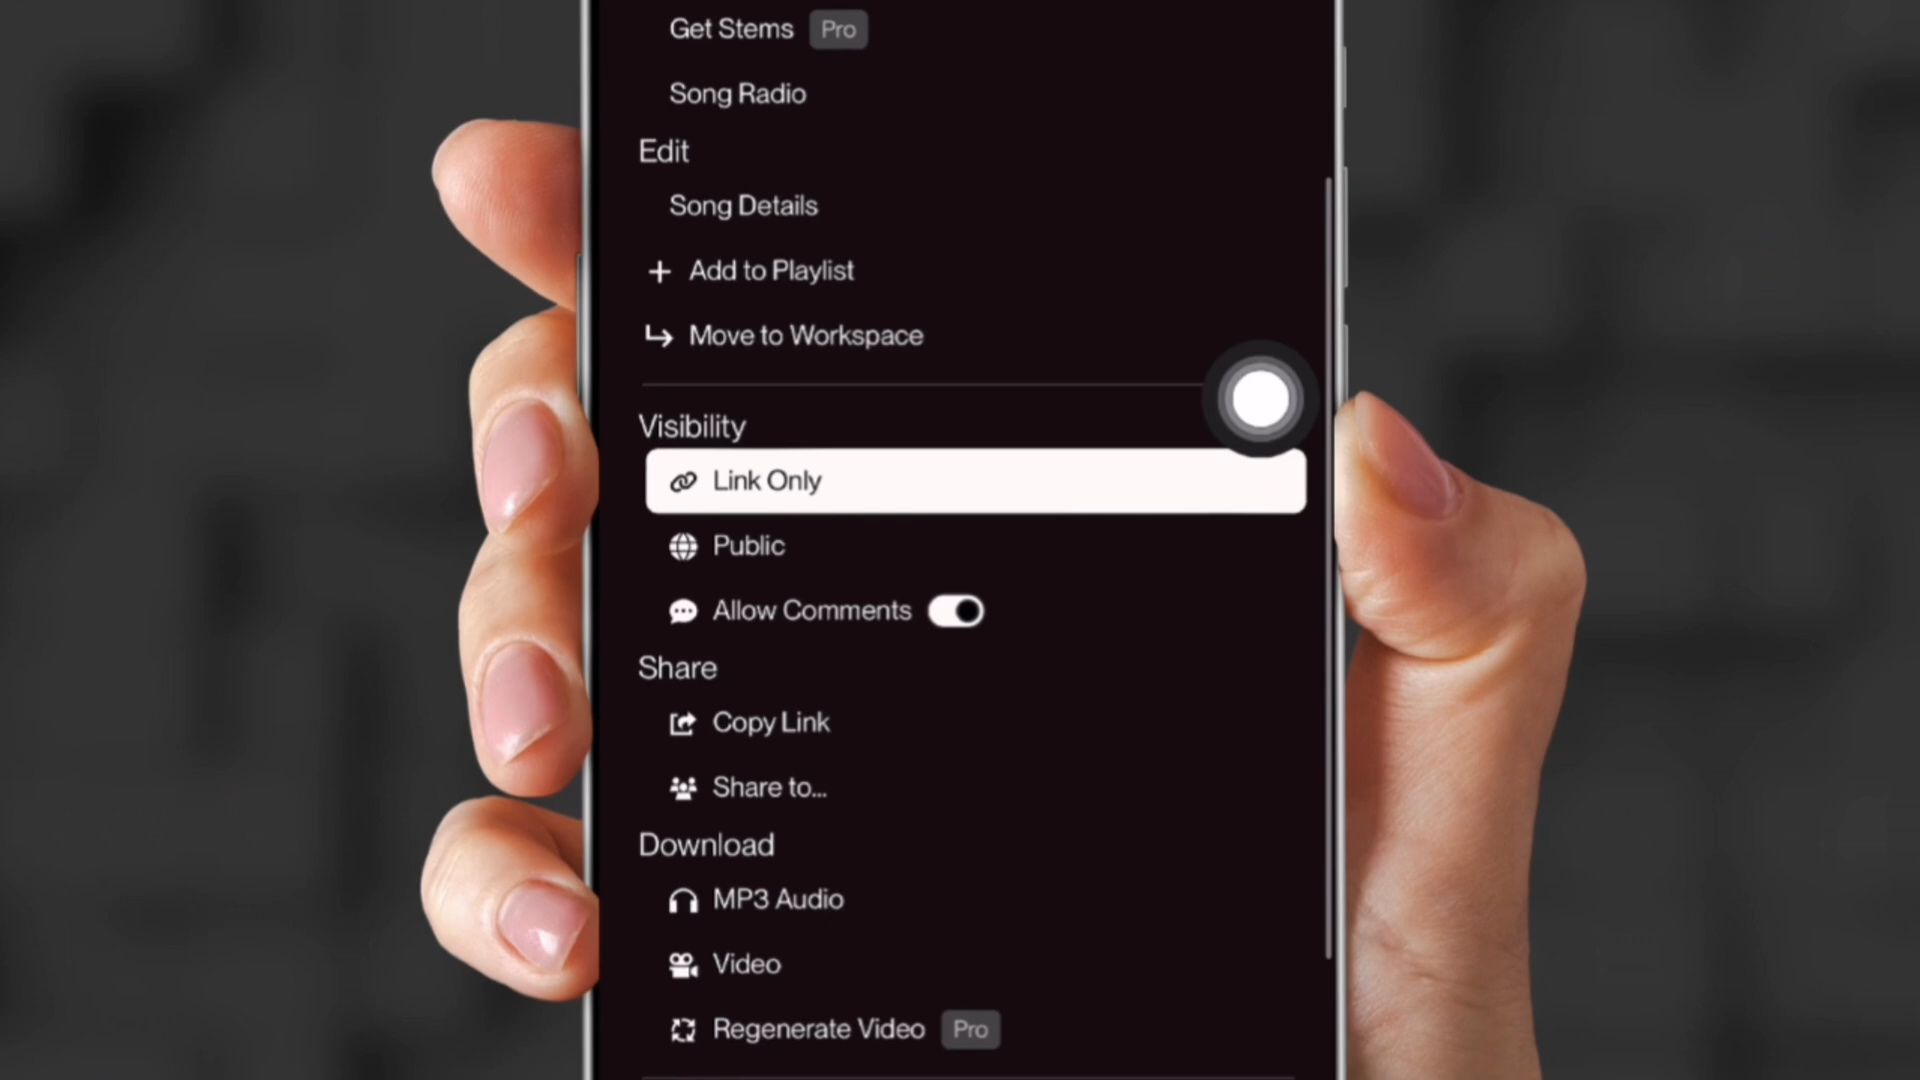 Get Stems Pro
Song Radio
Edit
Song Details
Add to Playlist
Move to Workspace
Visibility
Link Only
Public
Allow Comments
Share
Copy Link
Share to...
Download
MP3 Audio
Video
Regenerate Video Pro